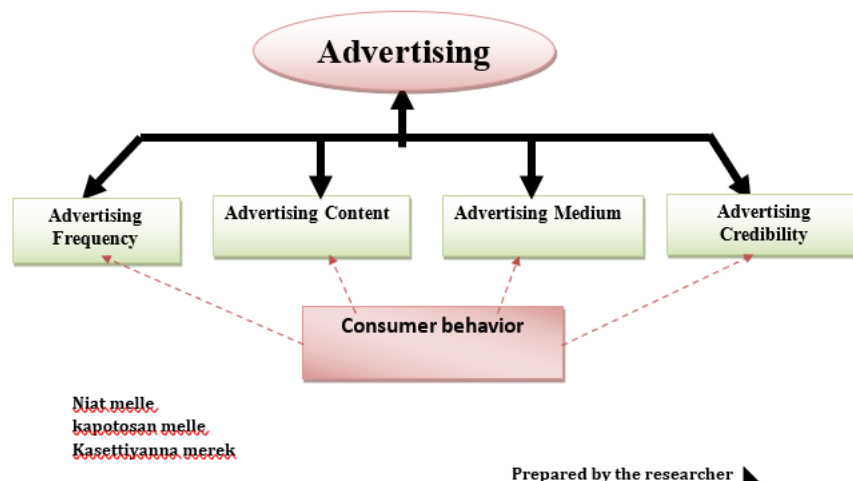 Advertising
Advertising
Frequency
Advertising Content
Advertising Medium
Advertising
Credibility
Consumer behavior
Niat melle
kapotosan melle
Kasettiyanna merek
Prepared by the researcher